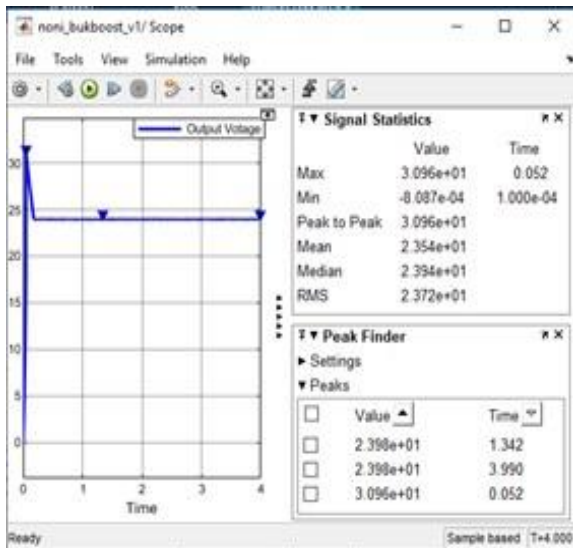 noni_bukboost_v1/ Scope
File Tools View Simulation Help
Output Votage
30
25
20
15
10
5
0
0 1 2 3 4
Time
Signal Statistics
Value Time
Max 3.096e+01 0.052
Min -8.087e-04 1.000e-04
Peak to Peak 3.096e+01
Mean 2.354e+01
Median 2.394e+01
RMS 2.372e+01
Peak Finder
Settings
Peaks
Value Time
2.398e+01 1.342
2.398e+01 3.990
3.096e+01 0.052
Ready Sample based T=4.000